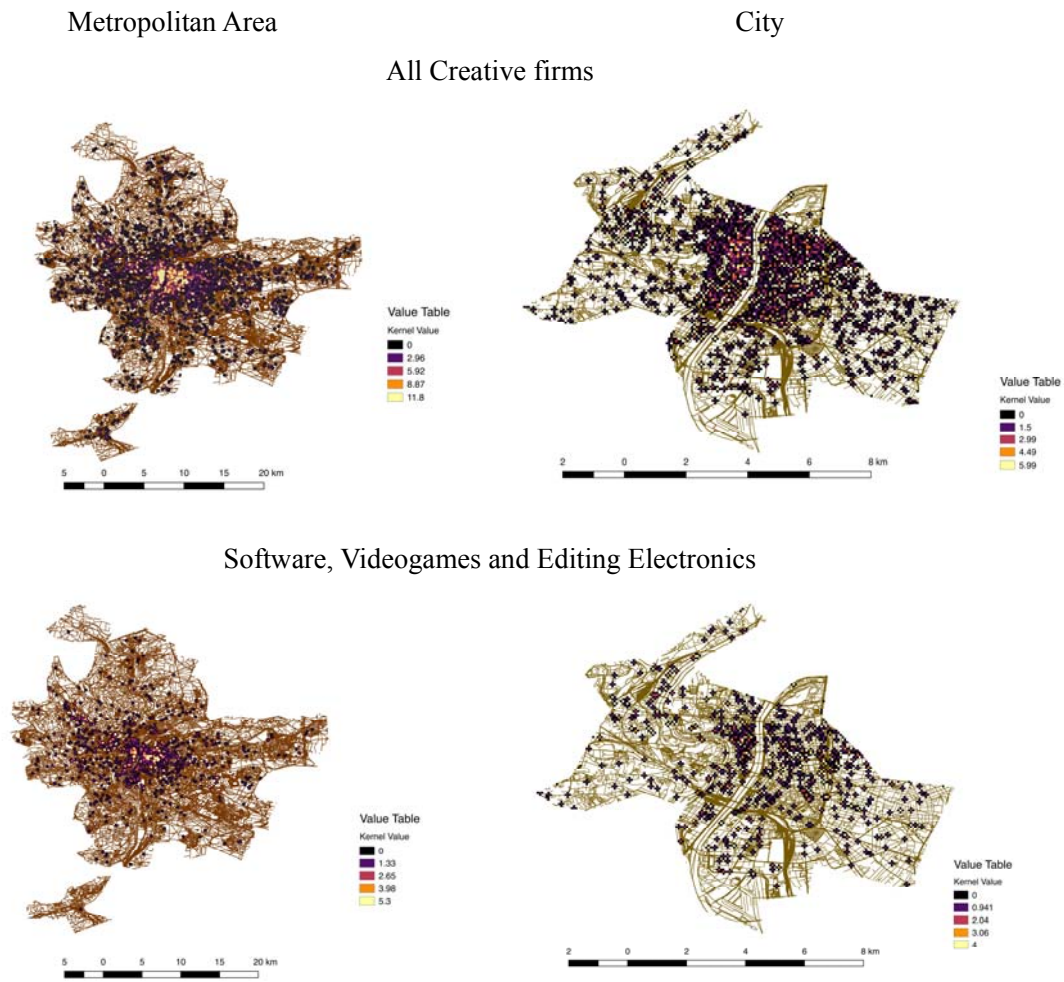 Metropolitan Area
City
All Creative firms
Value Table
Kernel Value
0
2.96
5.92
8.87
11.8
5 0 5 10 15 20 km
Value Table
Kernel Value
0
1.5
2.99
4.49
5.99
2 0 2 4 6 8 km
Software, Videogames and Editing Electronics
Value Table
Kernel Value
0
1.33
2.65
3.98
5.3
5 0 5 10 15 20 km
Value Table
Kernel Value
0
0.941
2.04
3.06
4
2 0 2 4 6 8 km